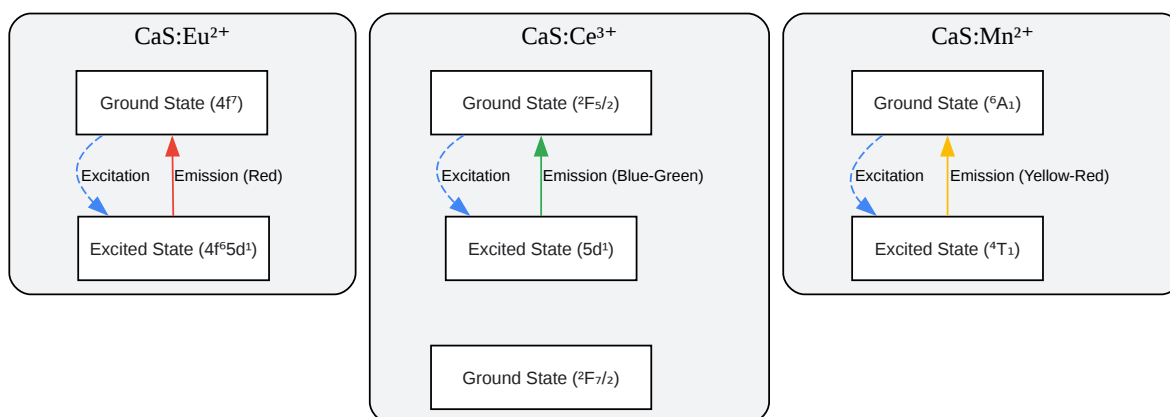 CaS:Eu²⁺
Ground State (4f⁷)
Excitation
Emission (Red)
Excited State (4f⁶5d¹)
CaS:Ce³⁺
Ground State (²F₅/₂)
Excitation
Emission (Blue-Green)
Excited State (5d¹)
Ground State (²F₇/₂)
CaS:Mn²⁺
Ground State (⁶A₁)
Excitation
Emission (Yellow-Red)
Excited State (⁴T₁)